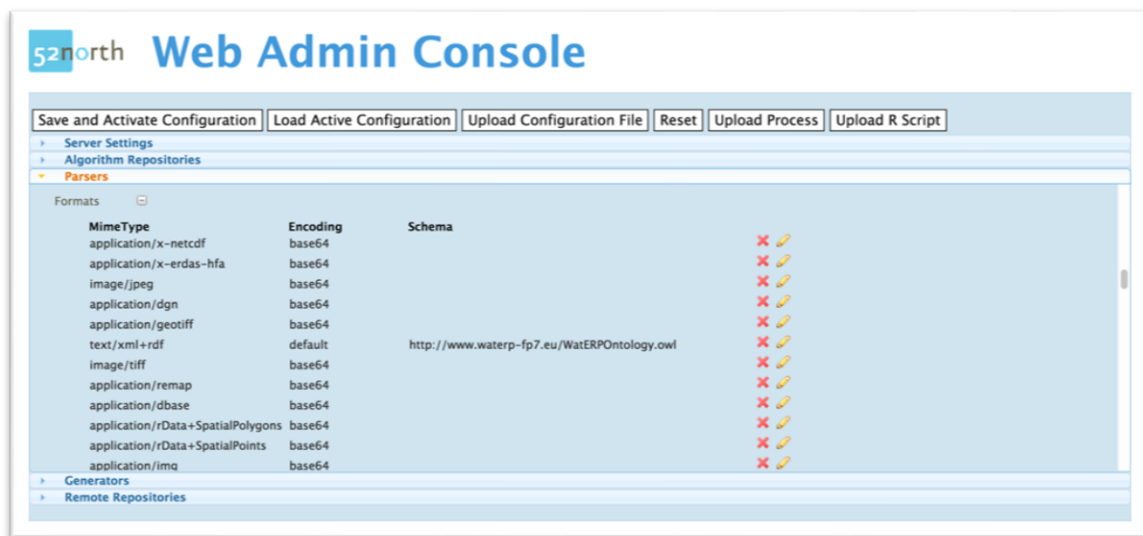 52north Web Admin Console
Save and Activate Configuration Load Active Configuration Upload Configuration File Reset Upload Process Upload R Script
Server Settings
Algorithm Repositories
Parsers
Formats
MimeType Encoding Schema
application/x-netcdf base64
application/x-erdas-hfa base64
image/jpeg base64
application/dgn base64
application/geotiff base64
text/xml+rdf default http://www.waterp-fp7.eu/WatERPOntology.owl
image/tiff base64
application/remap base64
application/dbase base64
application/rData+SpatialPolygons base64
application/rData+SpatialPoints base64
application/img base64
Generators
Remote Repositories